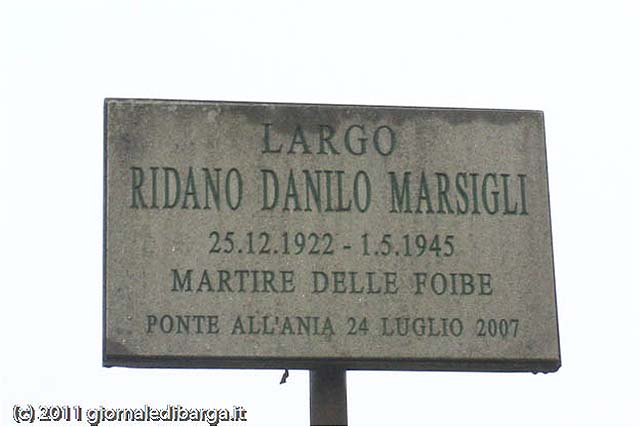 LARGO
RIDANO DANILO MARSIGLI
25.12.1922 - 1.5.1945
MARTIRE DELLE FOIBE
PONTE ALL'ANIA 24 LUGLIO 2007
(c) 2011 giornaledibarga.it